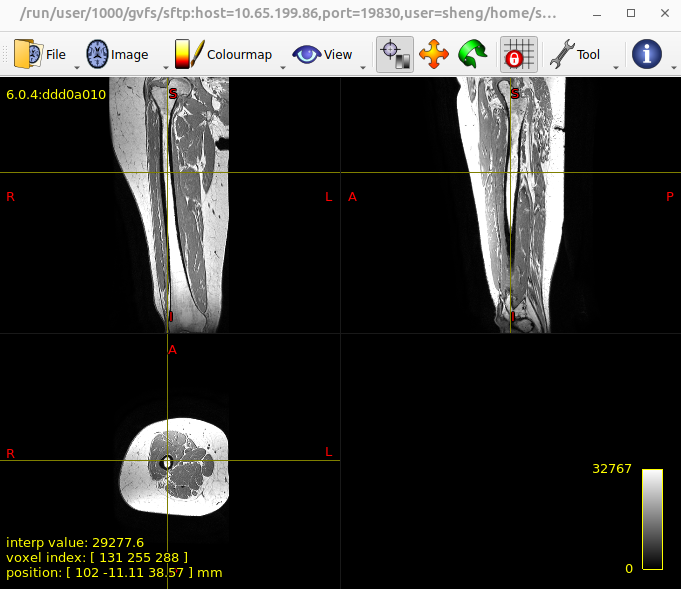 /run/user/1000/gvfs/sftp:host=10.65.199.86,port=19830,user=sheng/home/s...
File Image Colourmap View Tool
6.0.4:ddd0a010
S S
R L A P
I I
A
R L
32767
0
interp value: 29277.6
voxel index: [ 131 255 288 ]
position: [ 102 -11.11 38.57 ] mm